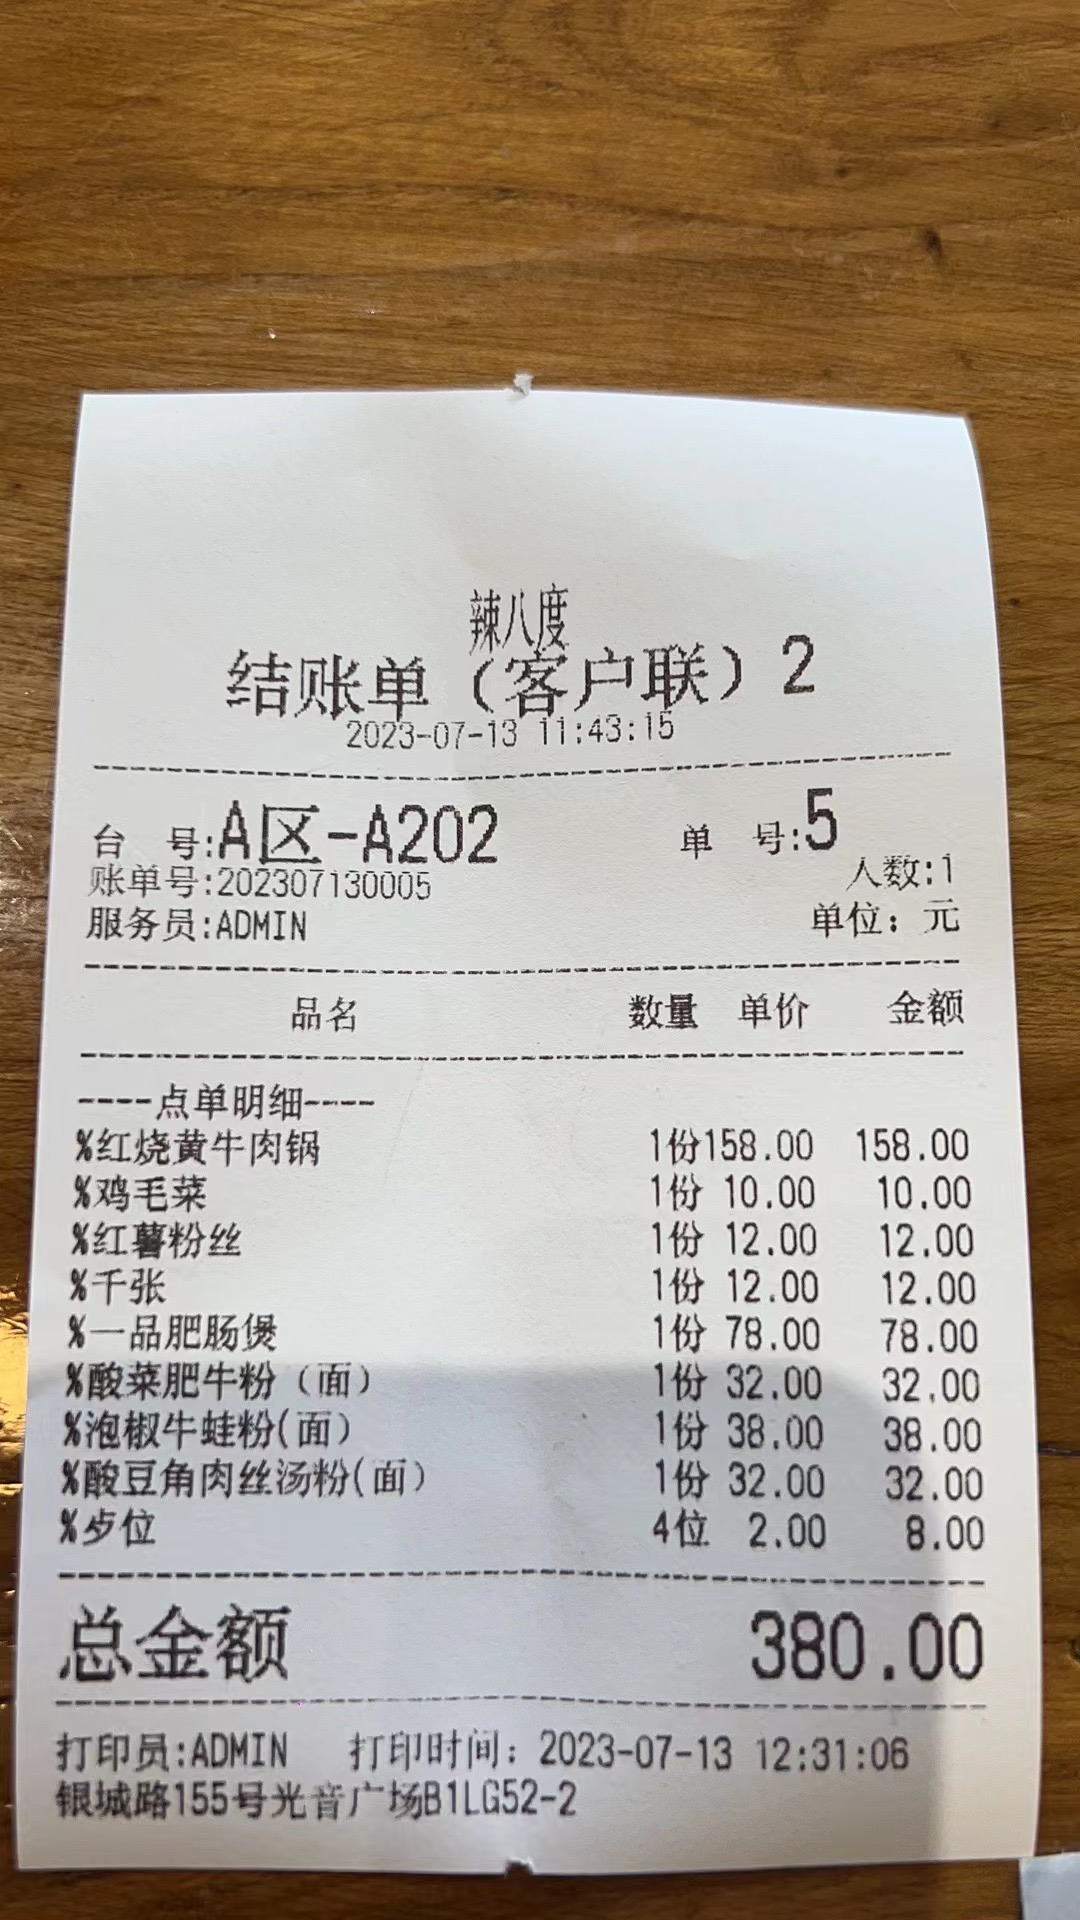 辣八度
结账单（客户联）2
2023-07-13 11:43:15
台 号:A区-A202 单 号:5
账单号:202307130005 人数:1
服务员:ADMIN 单位：元
品名 数量 单价 金额
----点单明细----
%红烧黄牛肉锅 1份158.00 158.00
%鸡毛菜 1份 10.00 10.00
%红薯粉丝 1份 12.00 12.00
%千张 1份 12.00 12.00
%一品肥肠煲 1份 78.00 78.00
%酸菜肥牛粉（面） 1份 32.00 32.00
%泡椒牛蛙粉(面） 1份 38.00 38.00
%酸豆角肉丝汤粉(面） 1份 32.00 32.00
%歺位 4位 2.00 8.00
总金额 380.00
打印员:ADMIN 打印时间：2023-07-13 12:31:06
银城路155号光音广场B1LG52-2